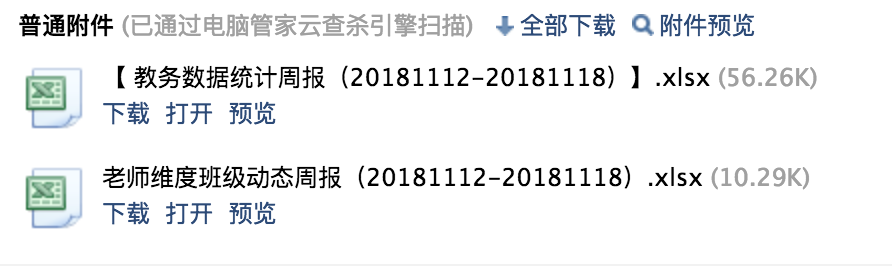 普通附件 (已通过电脑管家云查杀引擎扫描) 全部下载 附件预览
【 教务数据统计周报（20181112-20181118）】.xlsx (56.26K)
下载 打开 预览
老师维度班级动态周报（20181112-20181118）.xlsx (10.29K)
下载 打开 预览